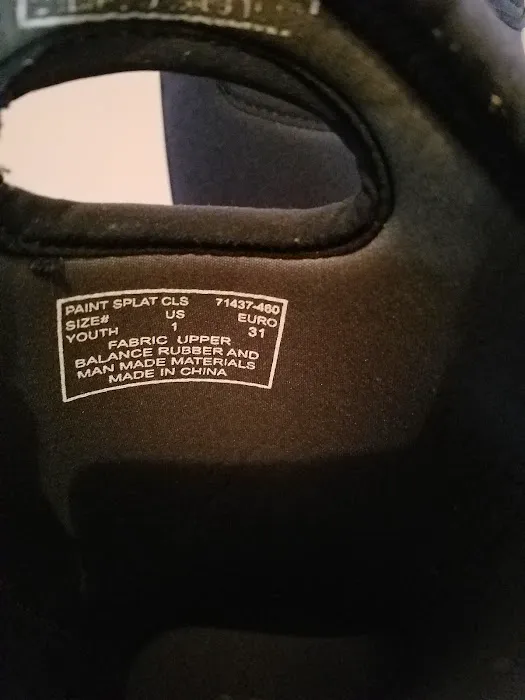 PAINT SPLAT CLS 71437-460
SIZE# US EURO
YOUTH 1 31
FABRIC UPPER
BALANCE RUBBER AND
MAN MADE MATERIALS
MADE IN CHINA